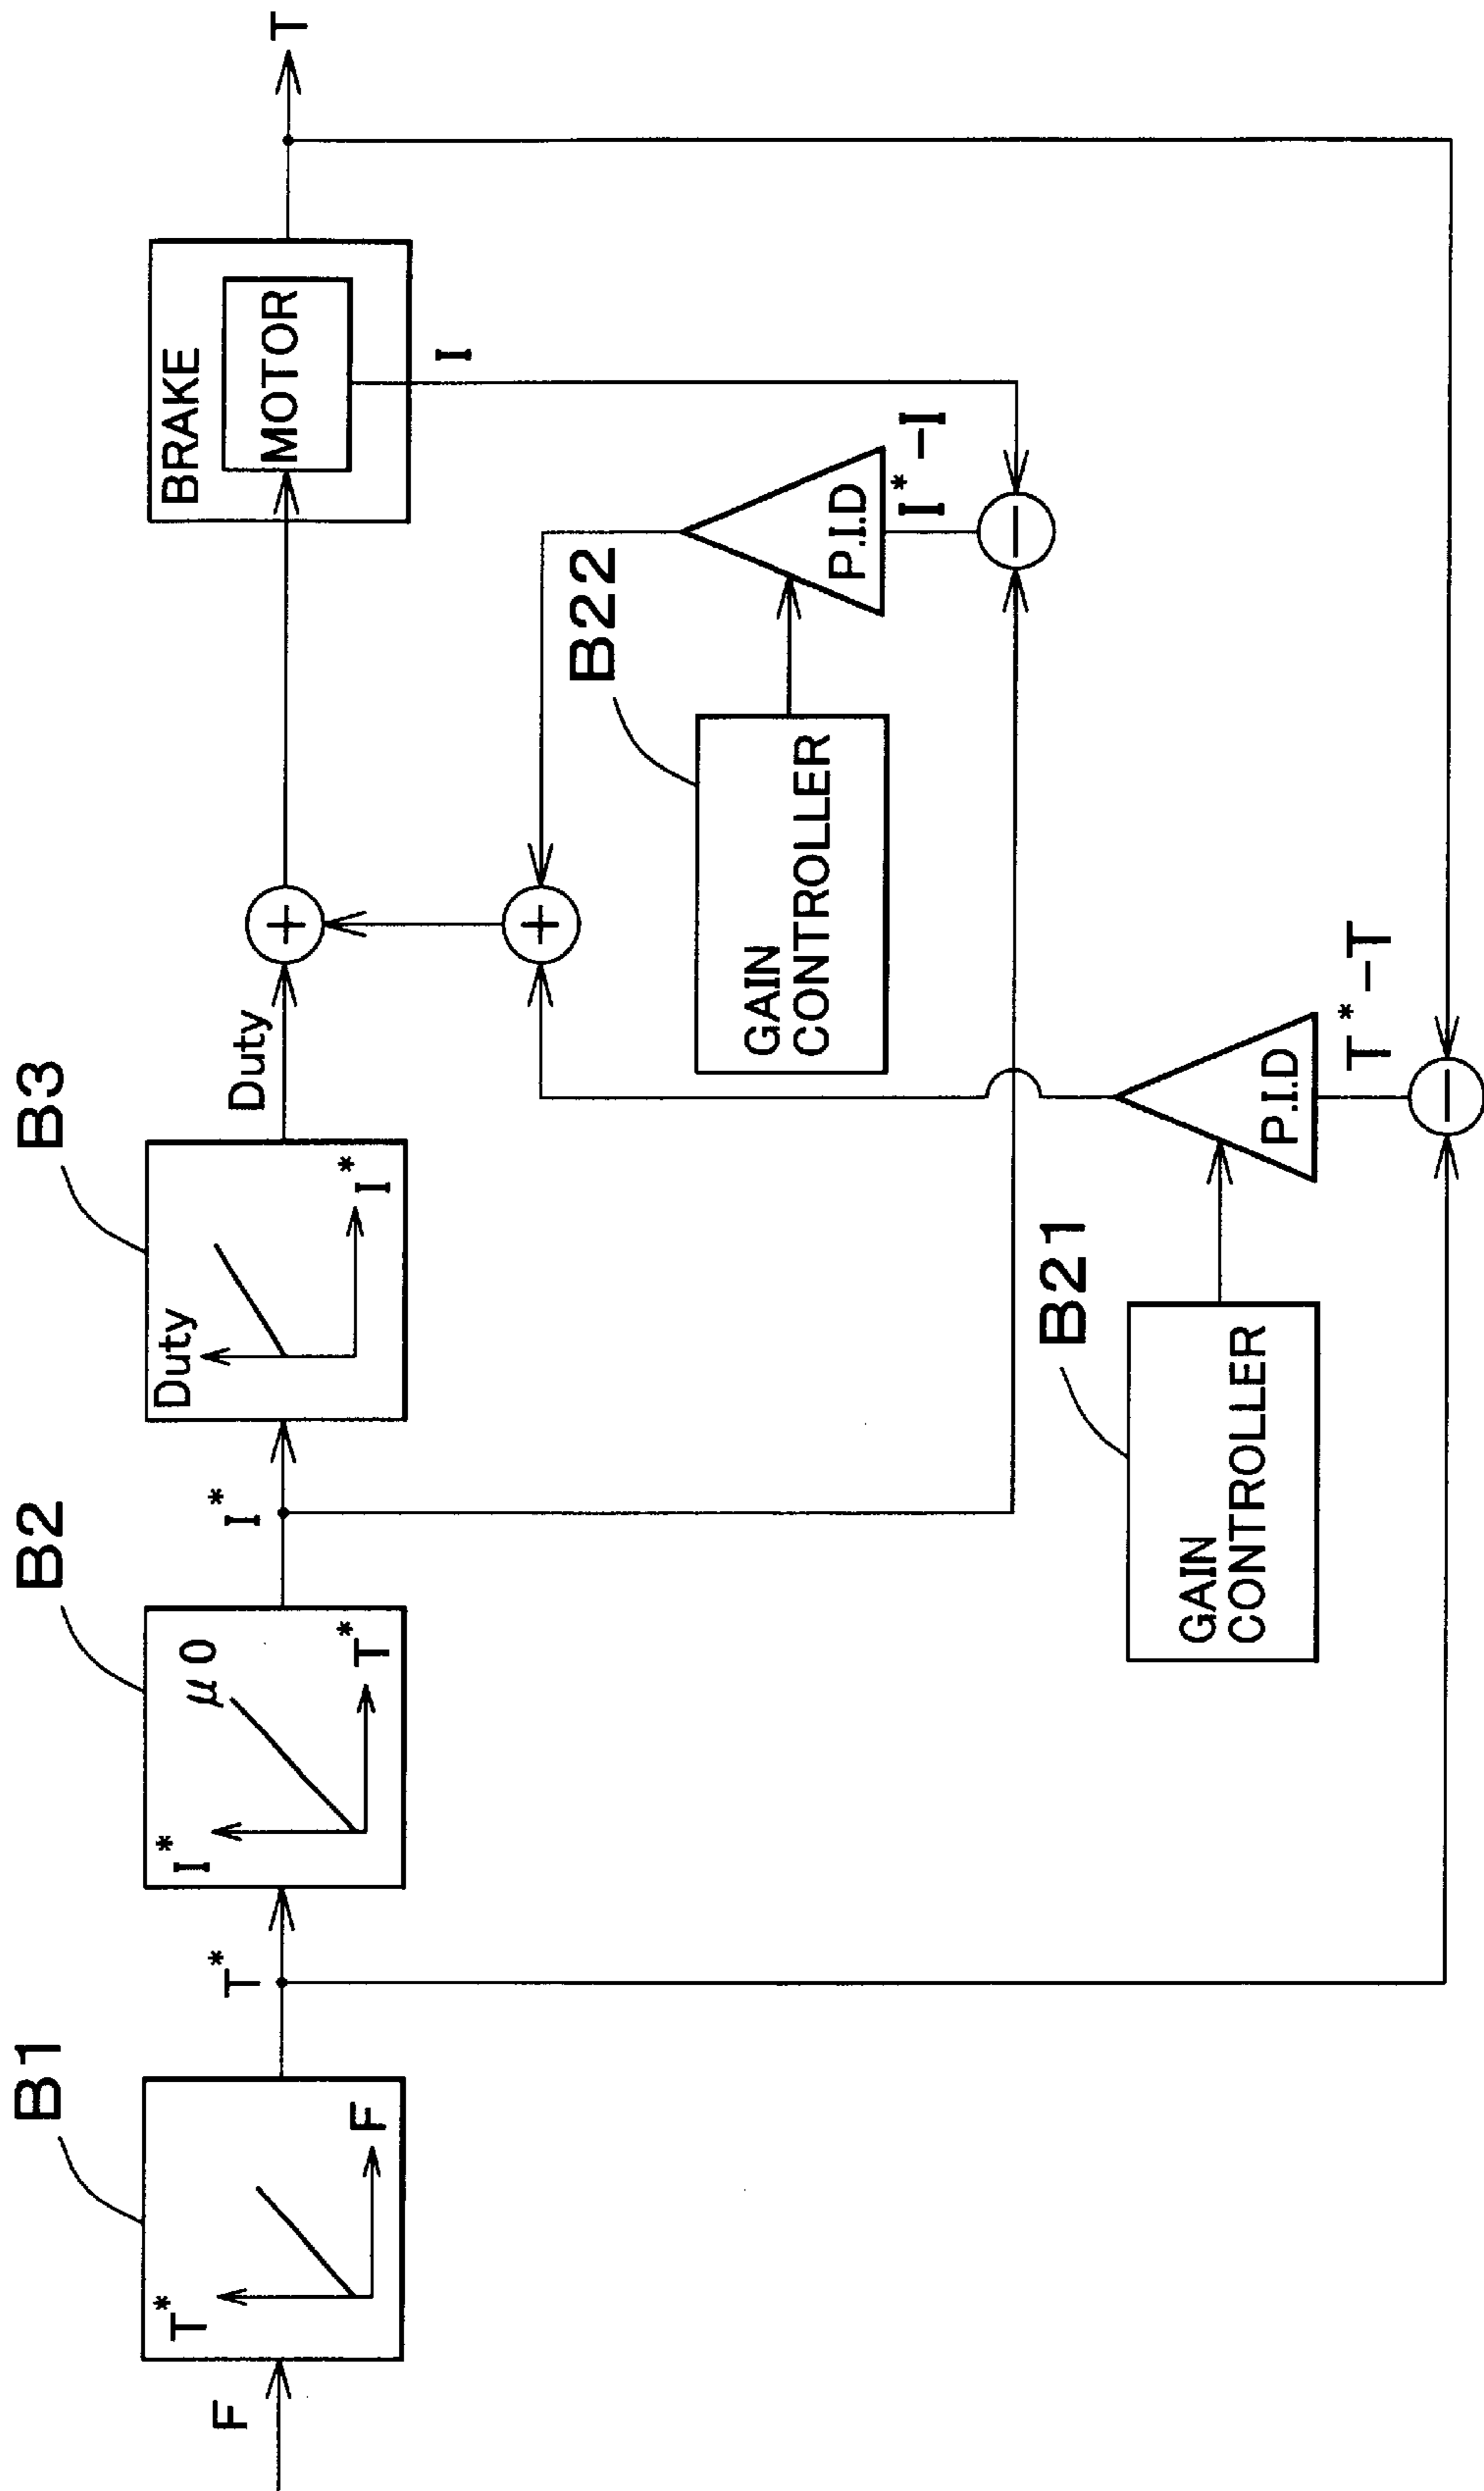 F
B1
T*
F
T*
B2
I*
μ0
T*
I*
B3
Duty
I*
Duty
+
BRAKE
MOTOR
T
I
+
B22
GAIN
CONTROLLER
P.I.D
I*-I
−
B21
GAIN
CONTROLLER
P.I.D
T*-T
−